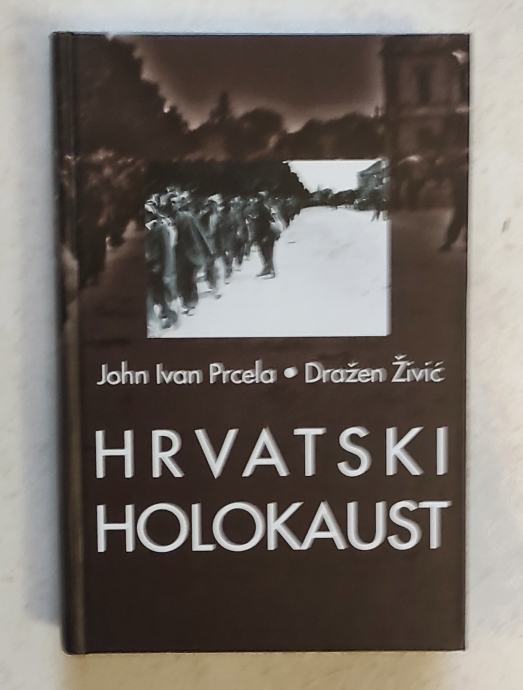 John Ivan Prcela • Dražen Živić
HRVATSKI
HOLOKAUST